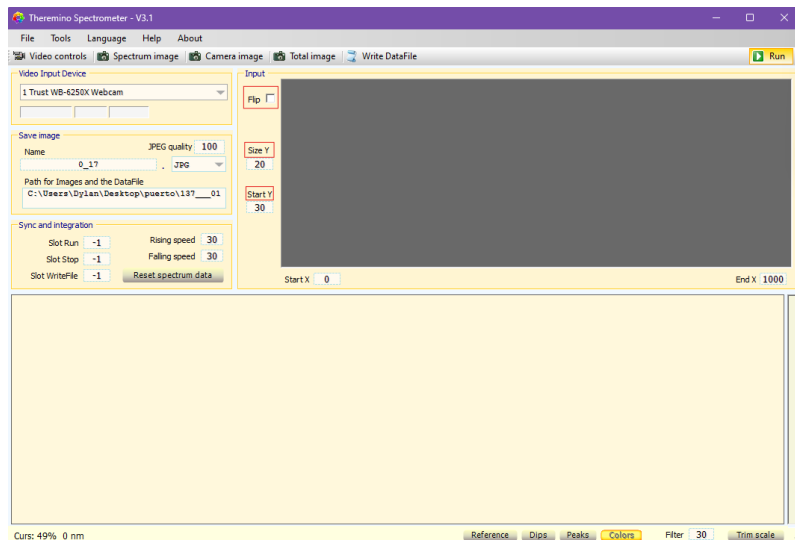 Theremino Spectrometer - V3.1
File Tools Language Help About
Video controls Spectrum image Camera image Total image Write DataFile Run
Video Input Device
1 Trust WB-6250X Webcam
Save image
Name JPEG quality 100
0_17 . JPG
Path for Images and the DataFile
C:\Users\Dylan\Desktop\puerto\137___01
Sync and integration
Slot Run -1 Rising speed 30
Slot Stop -1 Falling speed 30
Slot WriteFile -1 Reset spectrum data
Input
Flip
Size Y
20
Start Y
30
Start X 0 End X 1000
Curs: 49% 0 nm Reference Dips Peaks Colors Filter 30 Trim scale